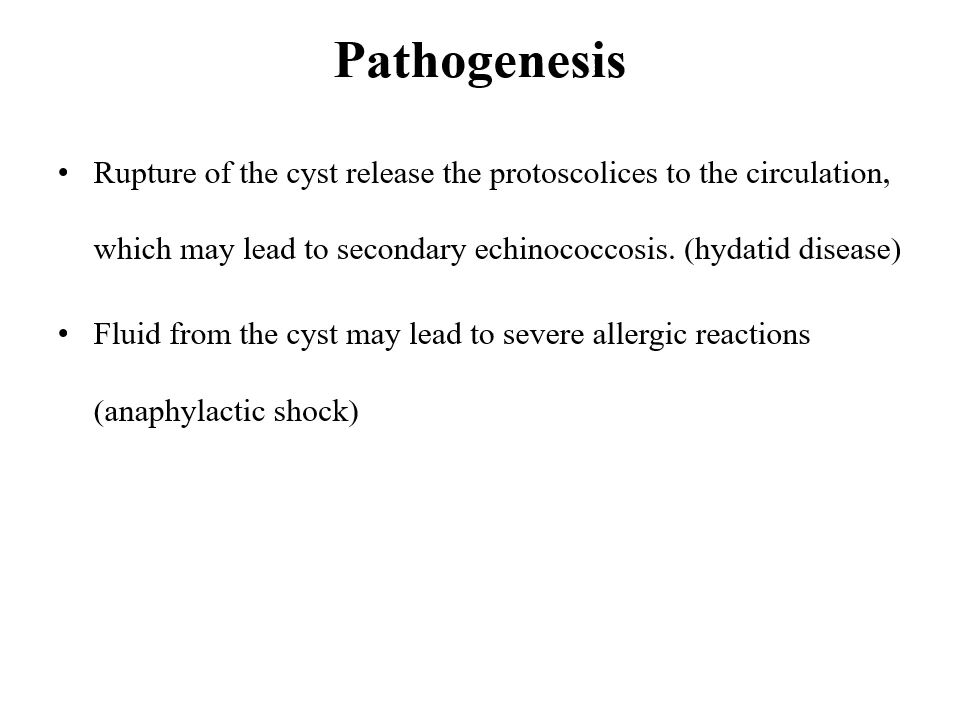 Pathogenesis
• Rupture of the cyst release the protoscolices to the circulation,
which may lead to secondary echinococcosis. (hydatid disease)
• Fluid from the cyst may lead to severe allergic reactions
(anaphylactic shock)